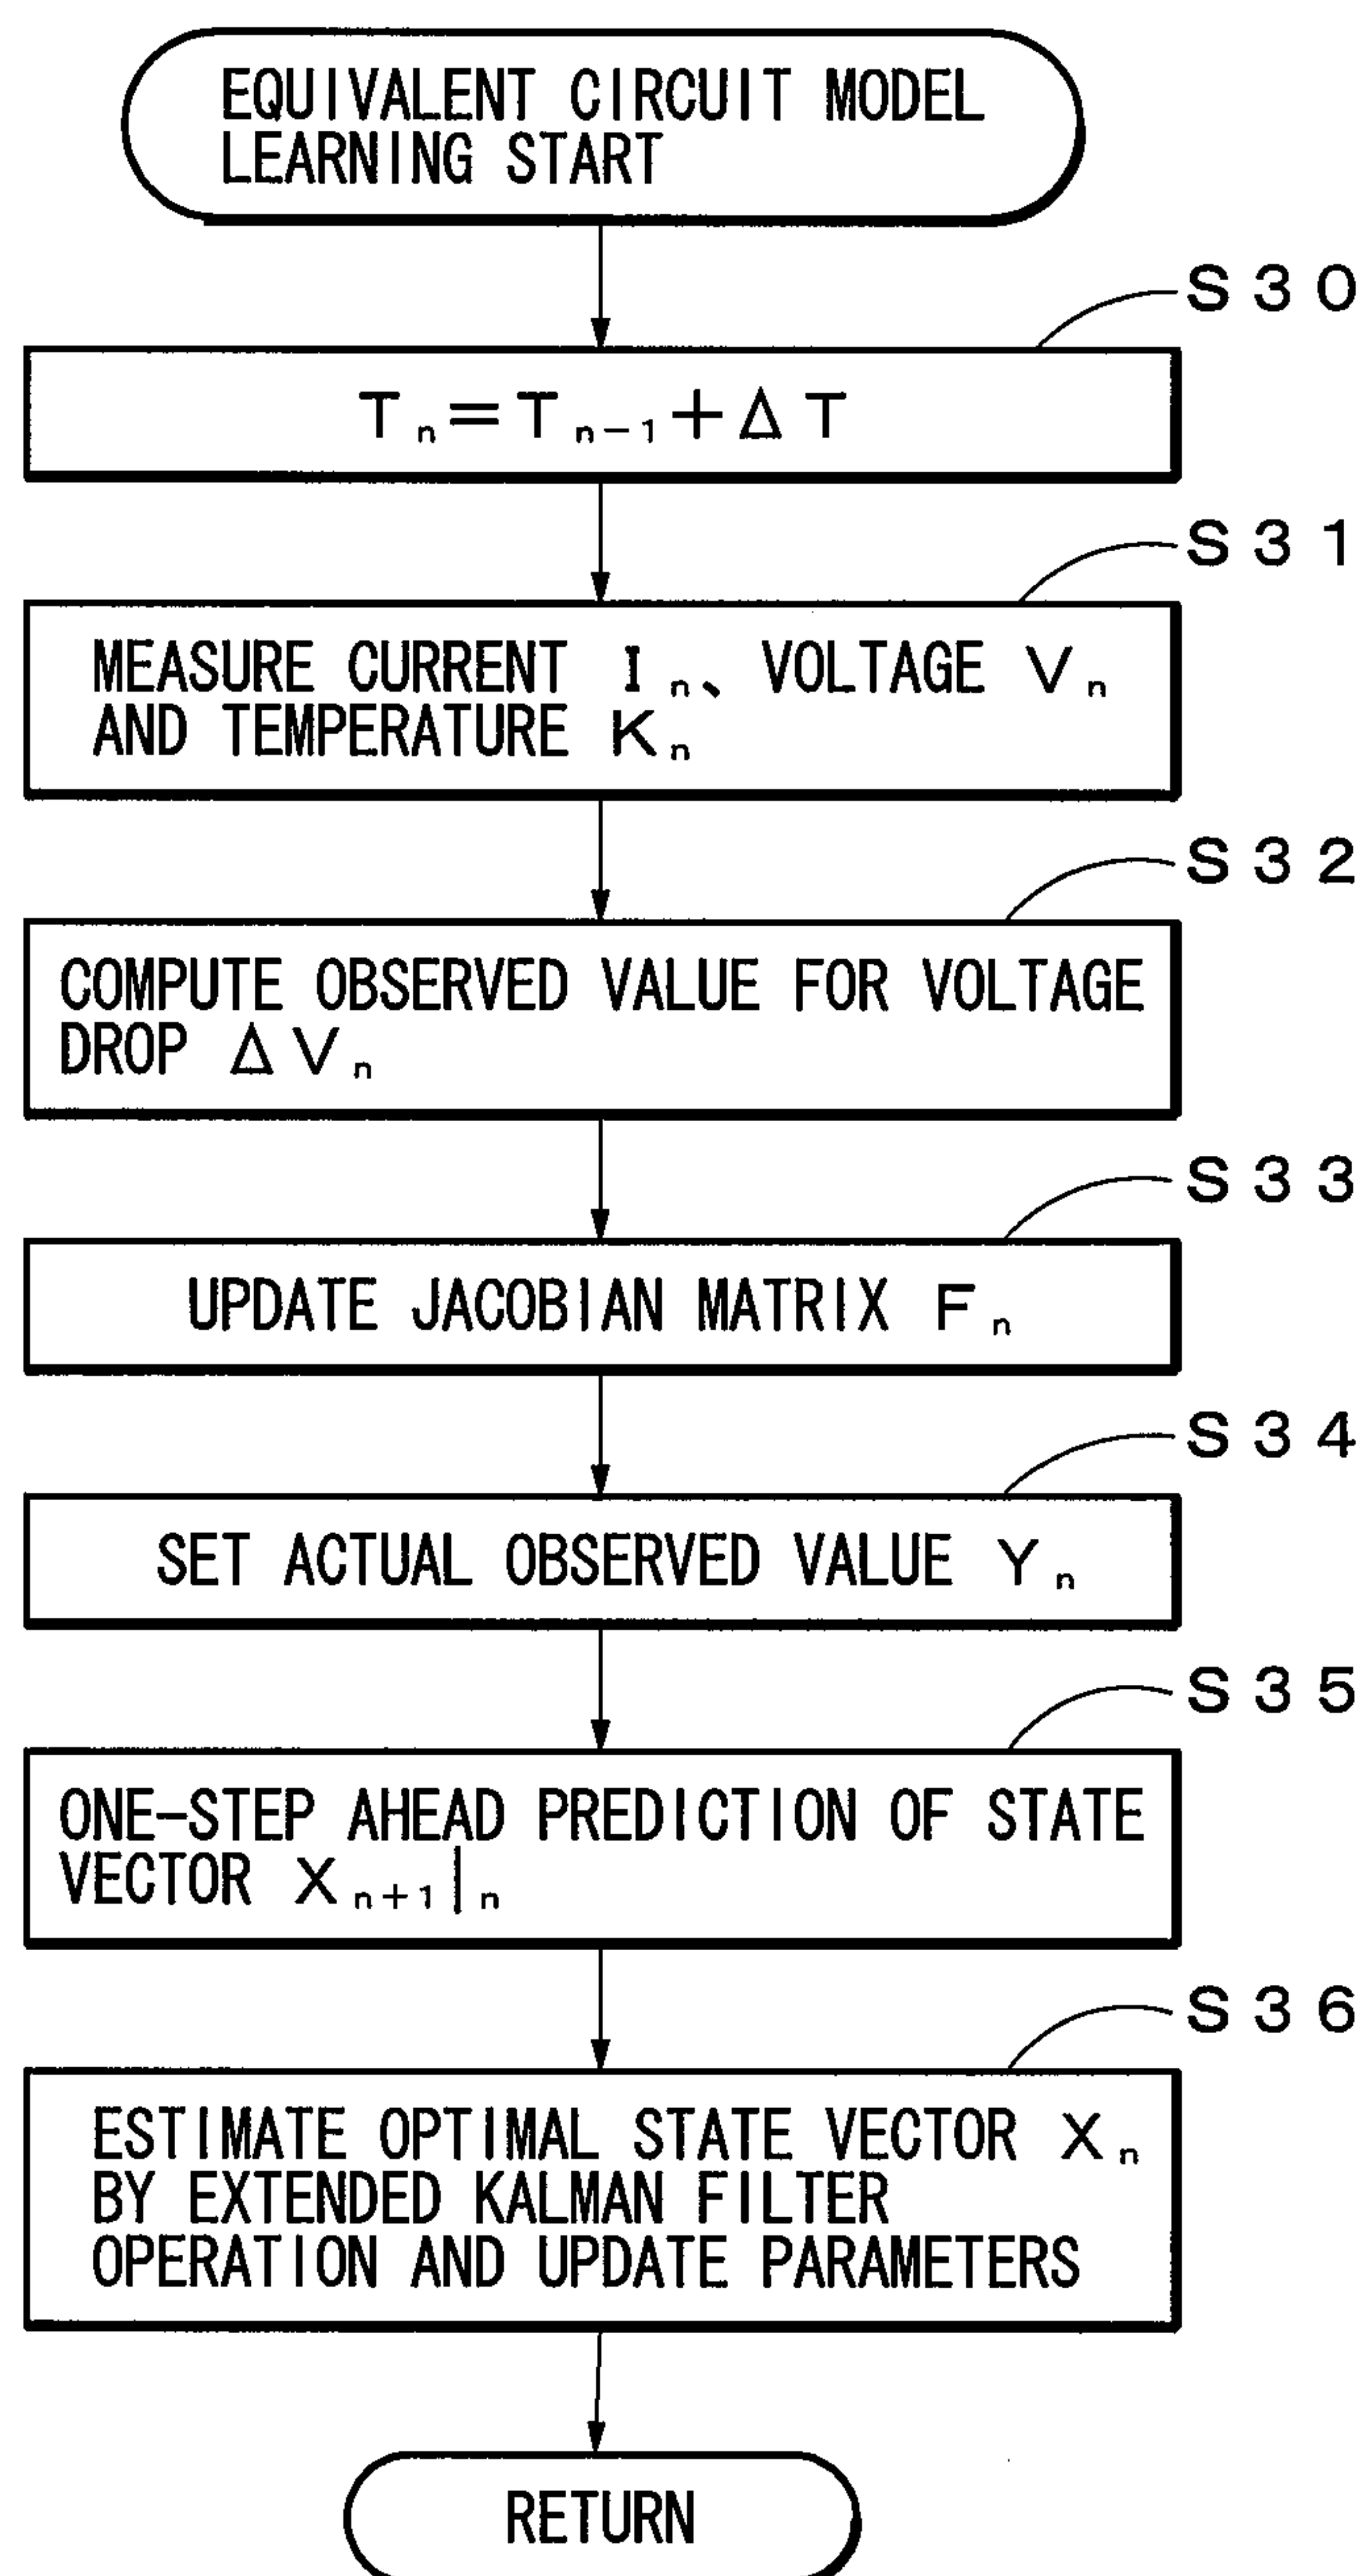 EQUIVALENT CIRCUIT MODEL
LEARNING START
S30
Tₙ=Tₙ₋₁+ΔT
S31
MEASURE CURRENT Iₙ、VOLTAGE Vₙ
AND TEMPERATURE Kₙ
S32
COMPUTE OBSERVED VALUE FOR VOLTAGE
DROP ΔVₙ
S33
UPDATE JACOBIAN MATRIX Fₙ
S34
SET ACTUAL OBSERVED VALUE Yₙ
S35
ONE-STEP AHEAD PREDICTION OF STATE
VECTOR Xₙ₊₁|ₙ
S36
ESTIMATE OPTIMAL STATE VECTOR Xₙ
BY EXTENDED KALMAN FILTER
OPERATION AND UPDATE PARAMETERS
RETURN